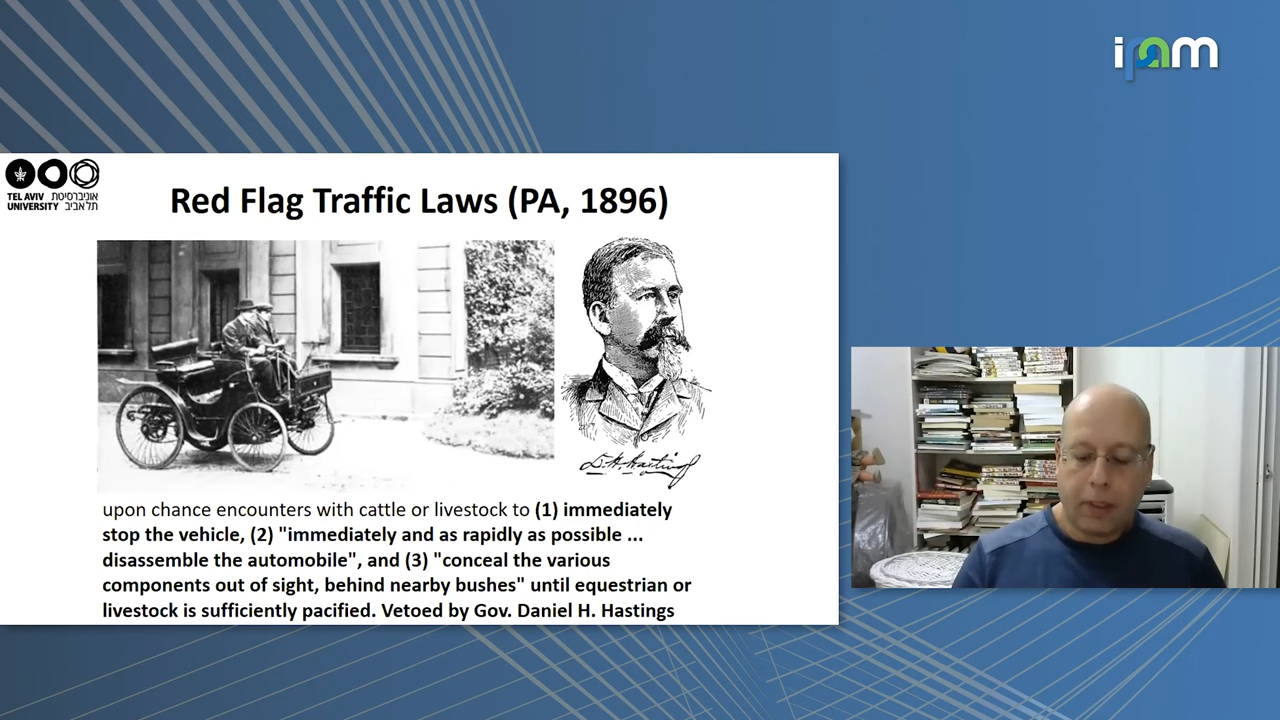 ipam
TEL AVIV אוניברסיטת
UNIVERSITY תל אביב
Red Flag Traffic Laws (PA, 1896)
D. H. Hastings
upon chance encounters with cattle or livestock to (1) immediately
stop the vehicle, (2) "immediately and as rapidly as possible ...
disassemble the automobile", and (3) "conceal the various
components out of sight, behind nearby bushes" until equestrian or
livestock is sufficiently pacified. Vetoed by Gov. Daniel H. Hastings